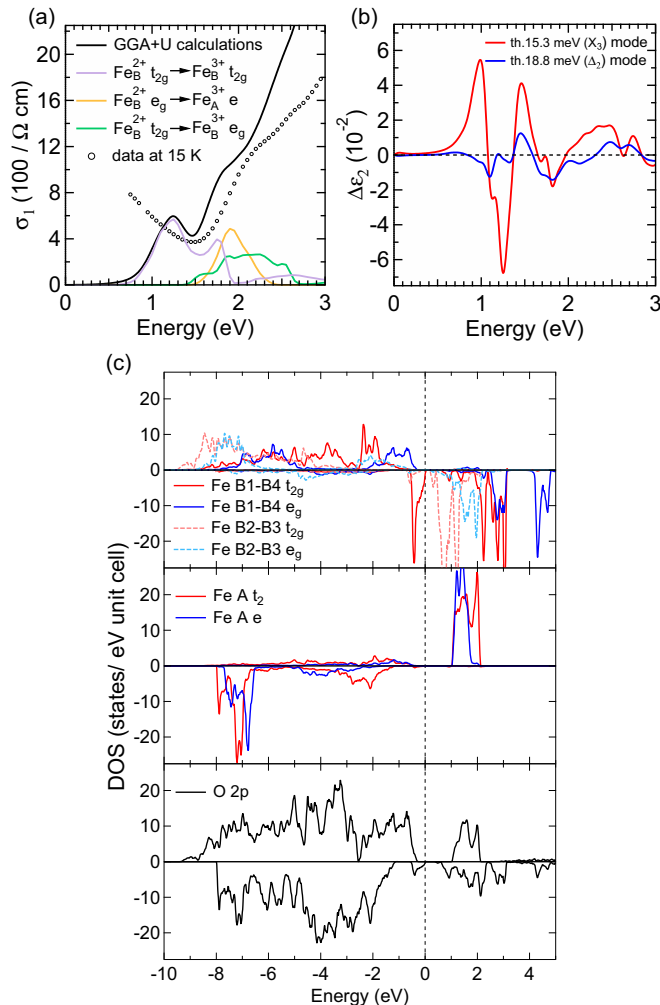 (a)
GGA+U calculations
Fe_B^2+ t_2g→Fe_B^3+ t_2g
Fe_B^2+ e_g→Fe_A^3+ e
Fe_B^2+ t_2g→Fe_B^3+ e_g
data at 15 K
σ₁ (100 / Ω cm)
20
16
12
8
4
0
0
1
2
3
Energy (eV)
(b)
th.15.3 meV (X₃) mode
th.18.8 meV (Δ₂) mode
Δε₂ (10⁻²)
6
4
2
0
-2
-4
-6
0
1
2
3
Energy (eV)
(c)
DOS (states/ eV unit cell)
20
10
0
-10
-20
Fe B1-B4 t_2g
Fe B1-B4 e_g
Fe B2-B3 t_2g
Fe B2-B3 e_g
20
10
0
-10
-20
Fe A t₂
Fe A e
20
10
0
-10
-20
O 2p
-10
-8
-6
-4
-2
0
2
4
Energy (eV)